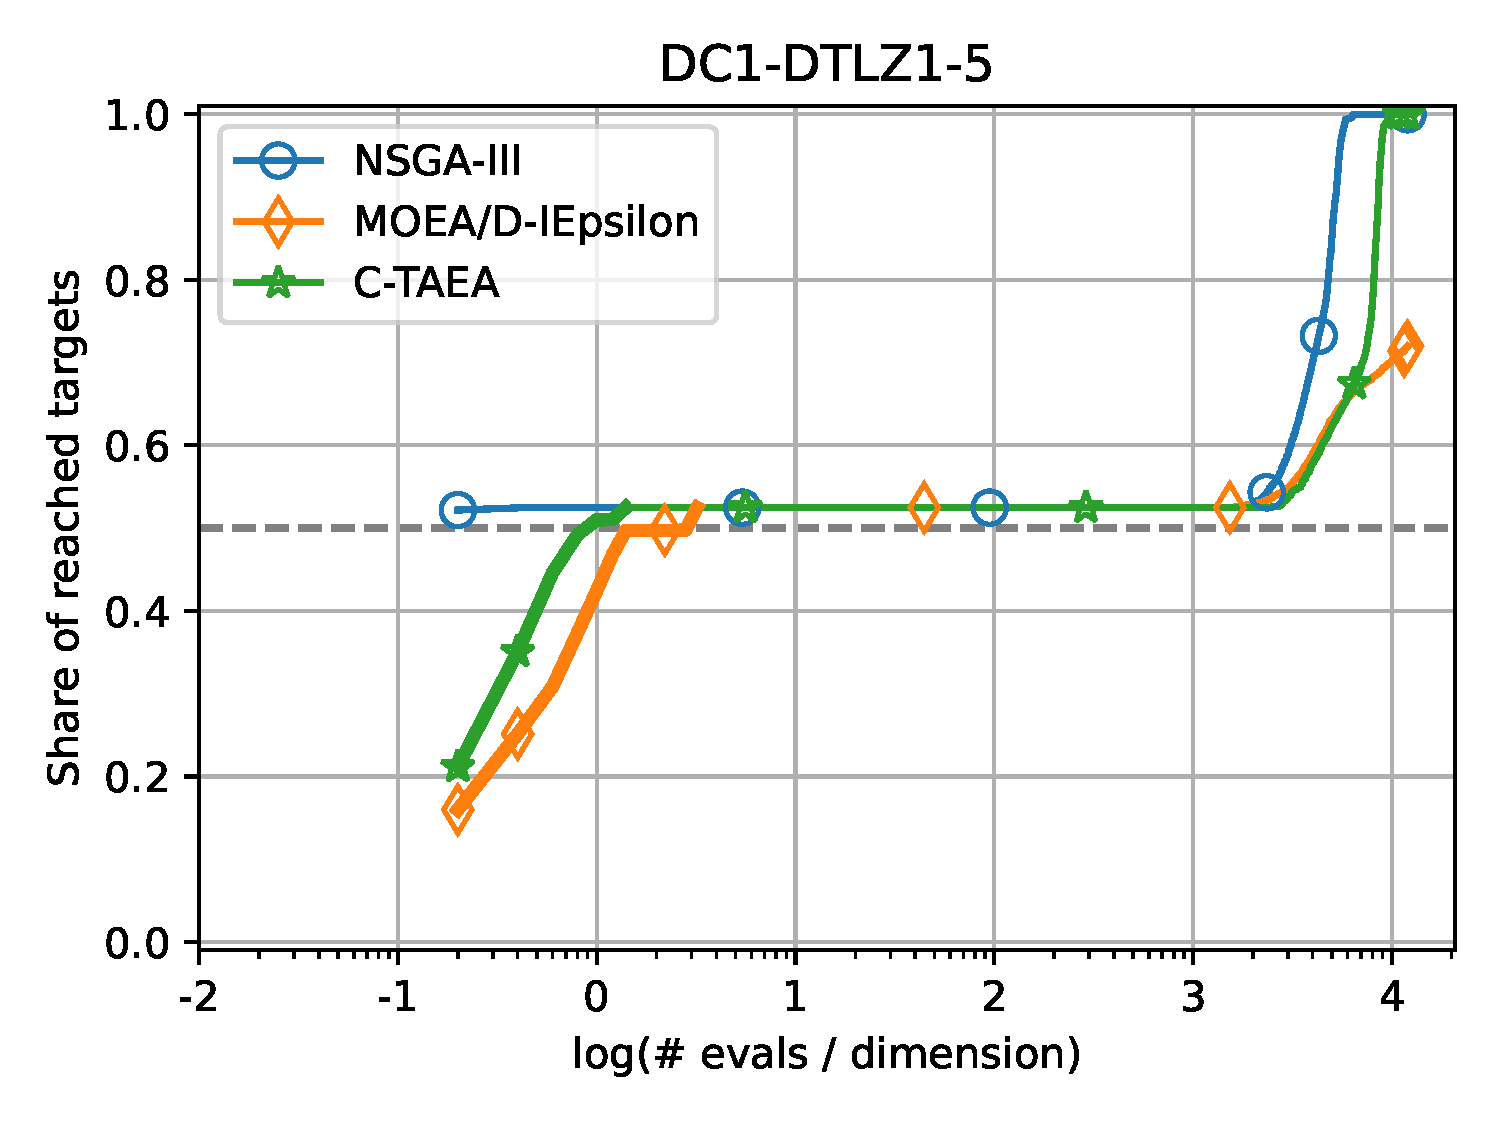 DC1-DTLZ1-5
NSGA-III
MOEA/D-IEpsilon
C-TAEA
Share of reached targets
1.0
0.8
0.6
0.4
0.2
0.0
-2 -1 0 1 2 3 4
log(# evals / dimension)